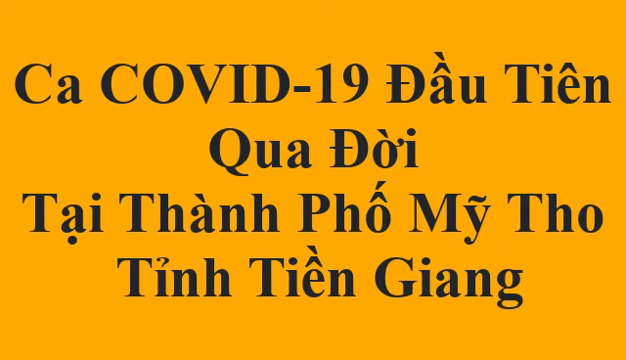 Ca COVID-19 Đầu Tiên
Qua Đời
Tại Thành Phố Mỹ Tho
Tỉnh Tiền Giang